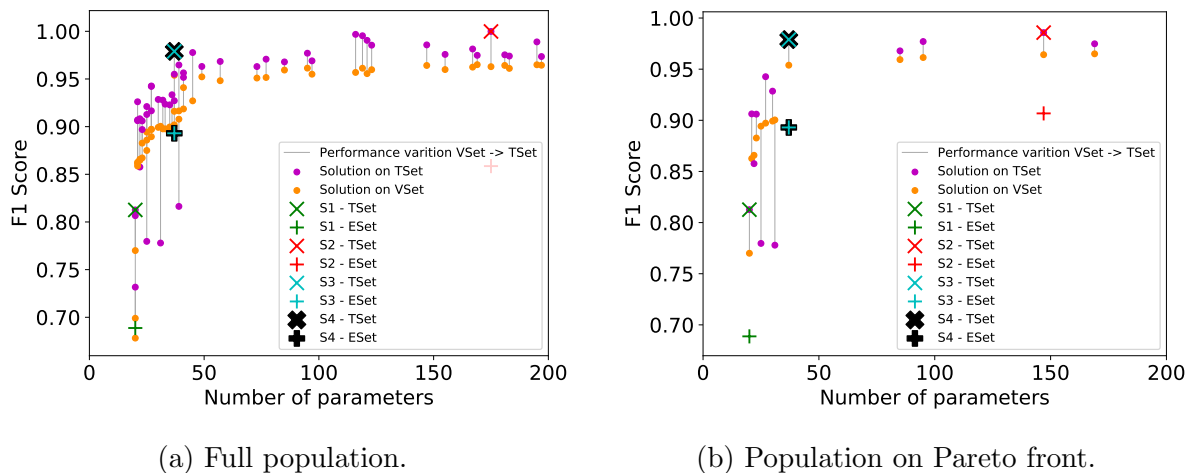 1.00
0.95
0.90
0.85
0.80
0.75
0.70
F1 Score
0
50
100
150
200
Number of parameters
Performance varition VSet -> TSet
Solution on TSet
Solution on VSet
S1 - TSet
S1 - ESet
S2 - TSet
S2 - ESet
S3 - TSet
S3 - ESet
S4 - TSet
S4 - ESet
(a) Full population.
1.00
0.95
0.90
0.85
0.80
0.75
0.70
F1 Score
0
50
100
150
200
Number of parameters
Performance varition VSet -> TSet
Solution on TSet
Solution on VSet
S1 - TSet
S1 - ESet
S2 - TSet
S2 - ESet
S3 - TSet
S3 - ESet
S4 - TSet
S4 - ESet
(b) Population on Pareto front.